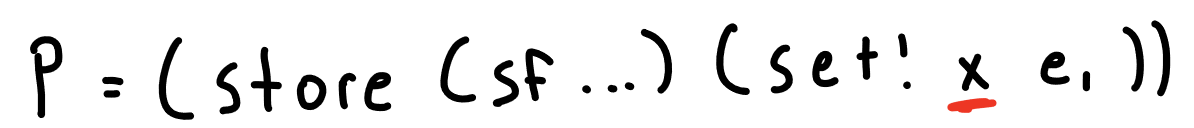 P = (store (sf ...) (set! x e₁))